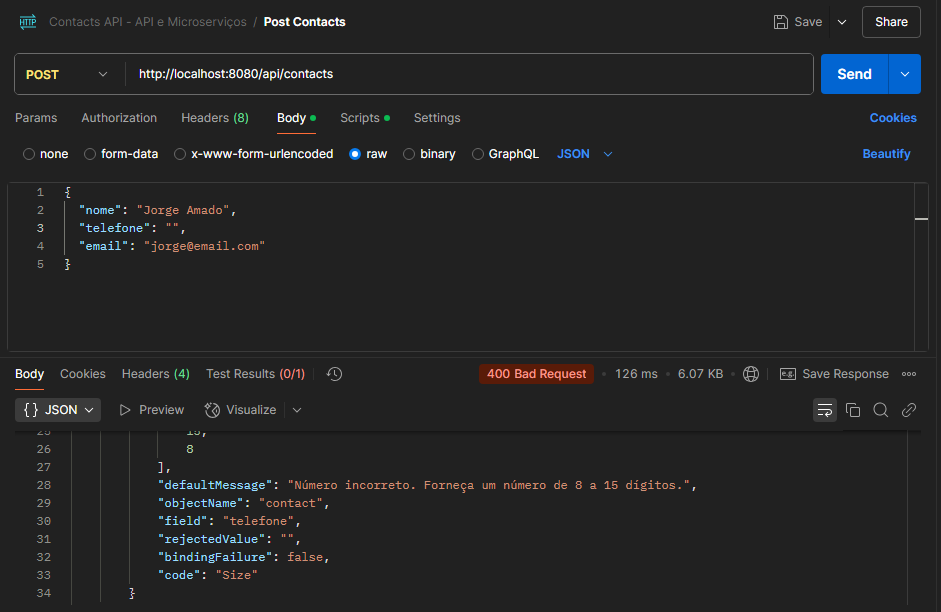 HTTP Contacts API - API e Microserviços / Post Contacts Save Share
POST http://localhost:8080/api/contacts Send
Params Authorization Headers (8) Body Scripts Settings Cookies
none form-data x-www-form-urlencoded raw binary GraphQL JSON Beautify
1 {
2 "nome": "Jorge Amado",
3 "telefone": "",
4 "email": "jorge@email.com"
5 }
Body Cookies Headers (4) Test Results (0/1) 400 Bad Request • 126 ms • 6.07 KB • e.g. Save Response
{} JSON Preview Visualize
25 15,
26 8
27 ],
28 "defaultMessage": "Número incorreto. Forneça um número de 8 a 15 dígitos.",
29 "objectName": "contact",
30 "field": "telefone",
31 "rejectedValue": "",
32 "bindingFailure": false,
33 "code": "Size"
34 }